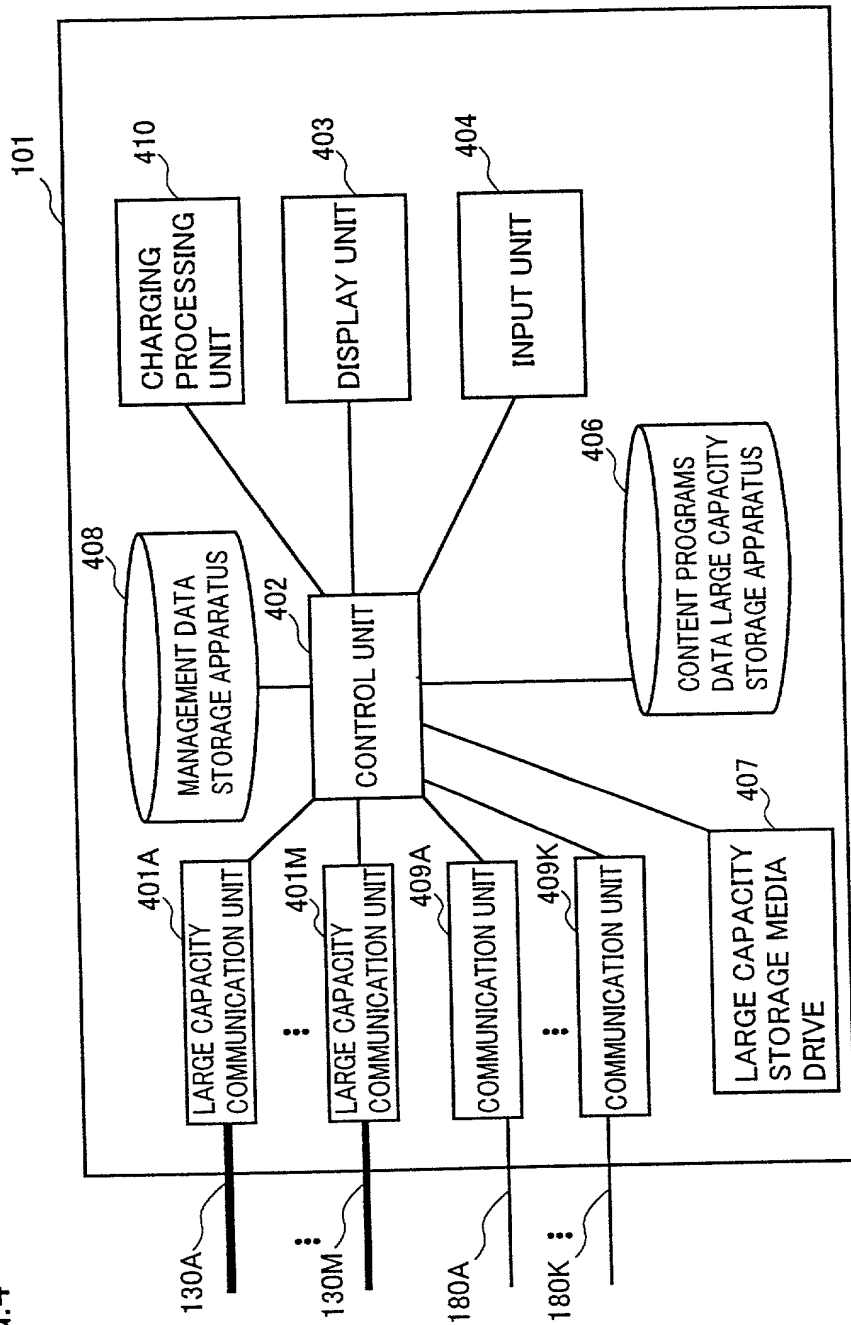 101
410
CHARGING
PROCESSING
UNIT
403
DISPLAY UNIT
404
INPUT UNIT
408
MANAGEMENT DATA
STORAGE APPARATUS
402
CONTROL UNIT
406
CONTENT PROGRAMS
DATA LARGE CAPACITY
STORAGE APPARATUS
401A
LARGE CAPACITY
COMMUNICATION UNIT
401M
LARGE CAPACITY
COMMUNICATION UNIT
409A
COMMUNICATION UNIT
409K
COMMUNICATION UNIT
407
LARGE CAPACITY
STORAGE MEDIA
DRIVE
130A
130M
180A
180K